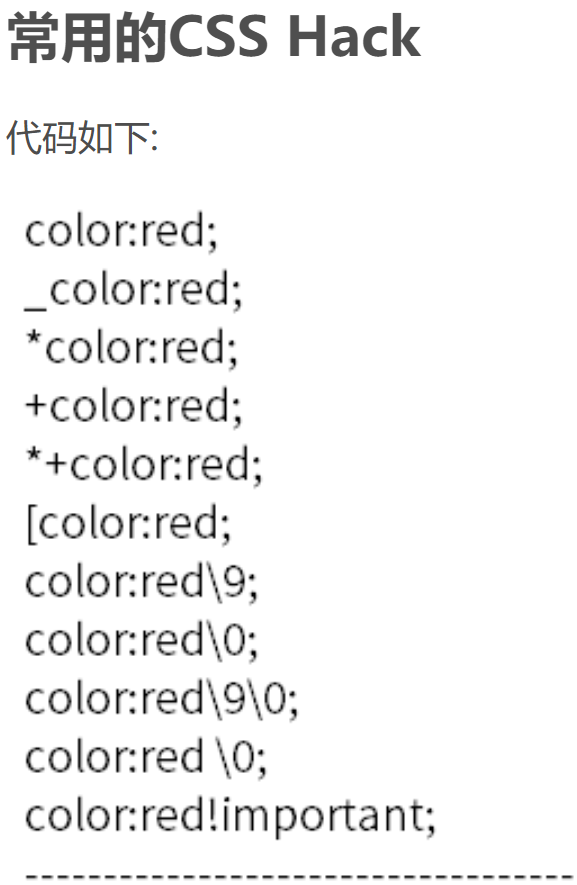 常用的CSS Hack
代码如下:
color:red;
_color:red;
*color:red;
+color:red;
*+color:red;
[color:red;
color:red\9;
color:red\0;
color:red\9\0;
color:red \0;
color:red!important;
------------------------------------